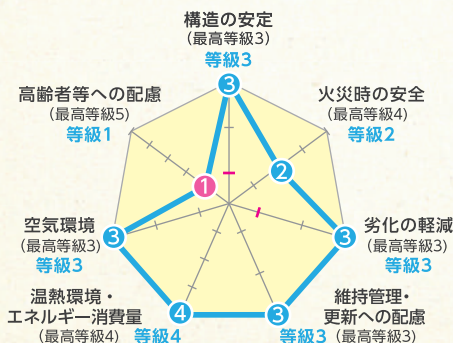 構造の安定
（最高等級3）
等級3
3
高齢者等への配慮
（最高等級5）
等級1
1
火災時の安全
（最高等級4）
等級2
2
空気環境
（最高等級3）
等級3
3
劣化の軽減
（最高等級3）
等級3
3
温熱環境・
エネルギー消費量
（最高等級4）
等級4
4
維持管理・
更新への配慮
等級3
（最高等級3）
3